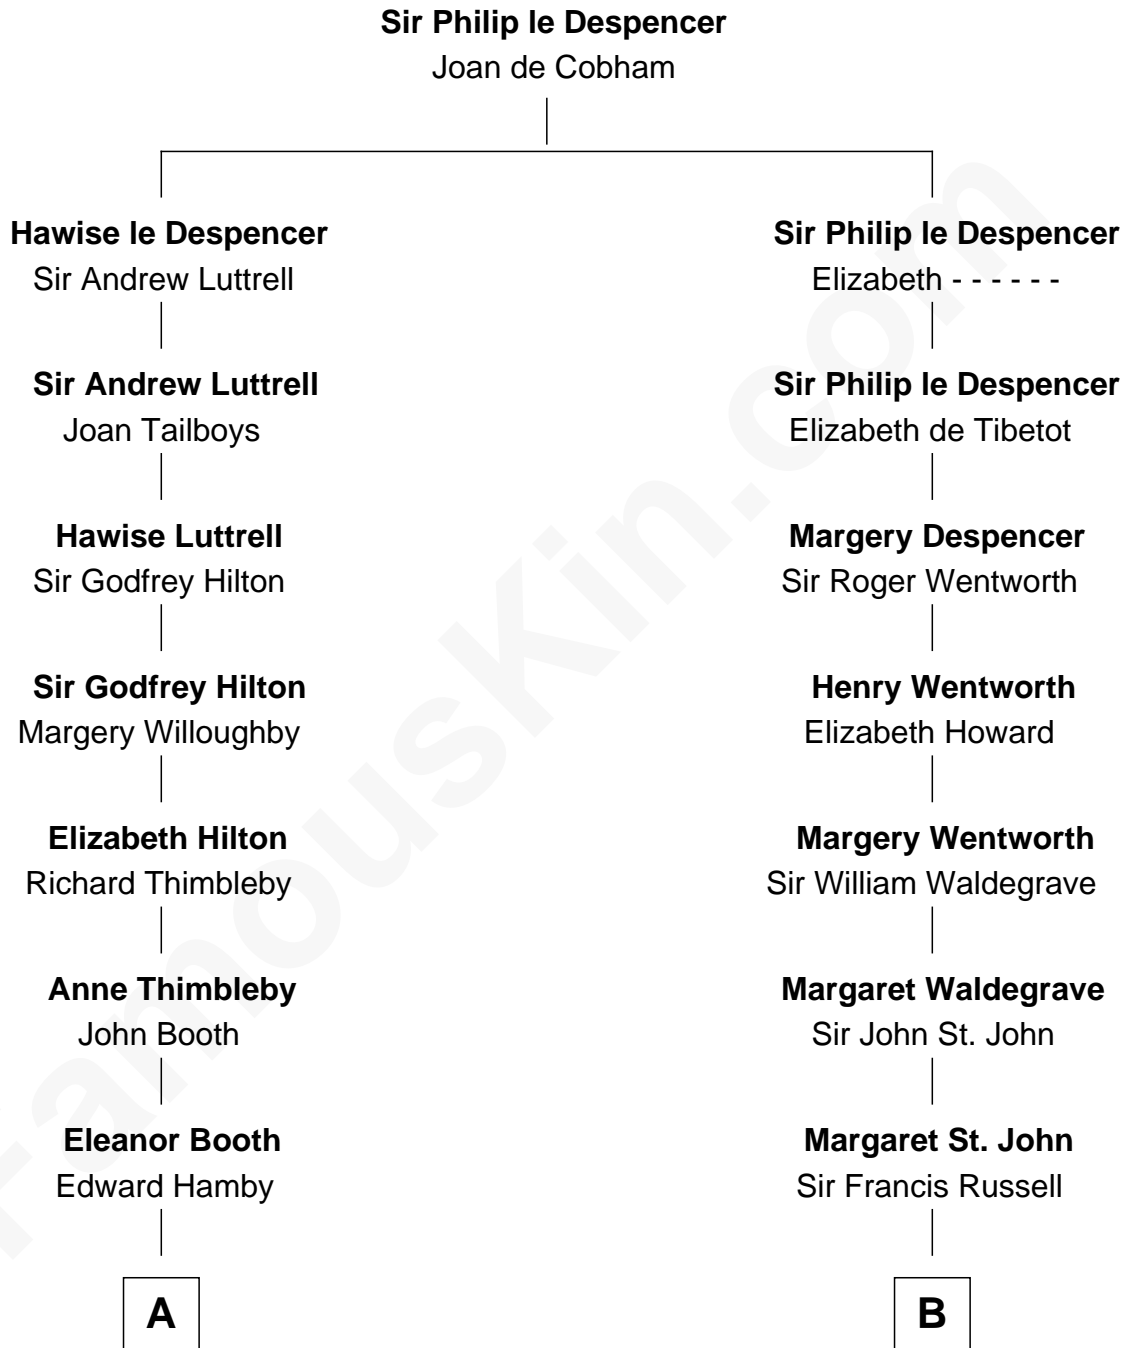 Sir Philip le Despencer
Joan de Cobham
Hawise le Despencer
Sir Andrew Luttrell
Sir Philip le Despencer
Elizabeth - - - - - -
Sir Andrew Luttrell
Joan Tailboys
Sir Philip le Despencer
Elizabeth de Tibetot
Hawise Luttrell
Sir Godfrey Hilton
Margery Despencer
Sir Roger Wentworth
Sir Godfrey Hilton
Margery Willoughby
Henry Wentworth
Elizabeth Howard
Elizabeth Hilton
Richard Thimbleby
Margery Wentworth
Sir William Waldegrave
Anne Thimbleby
John Booth
Margaret Waldegrave
Sir John St. John
Eleanor Booth
Edward Hamby
Margaret St. John
Sir Francis Russell
A
B
FamousKin.com